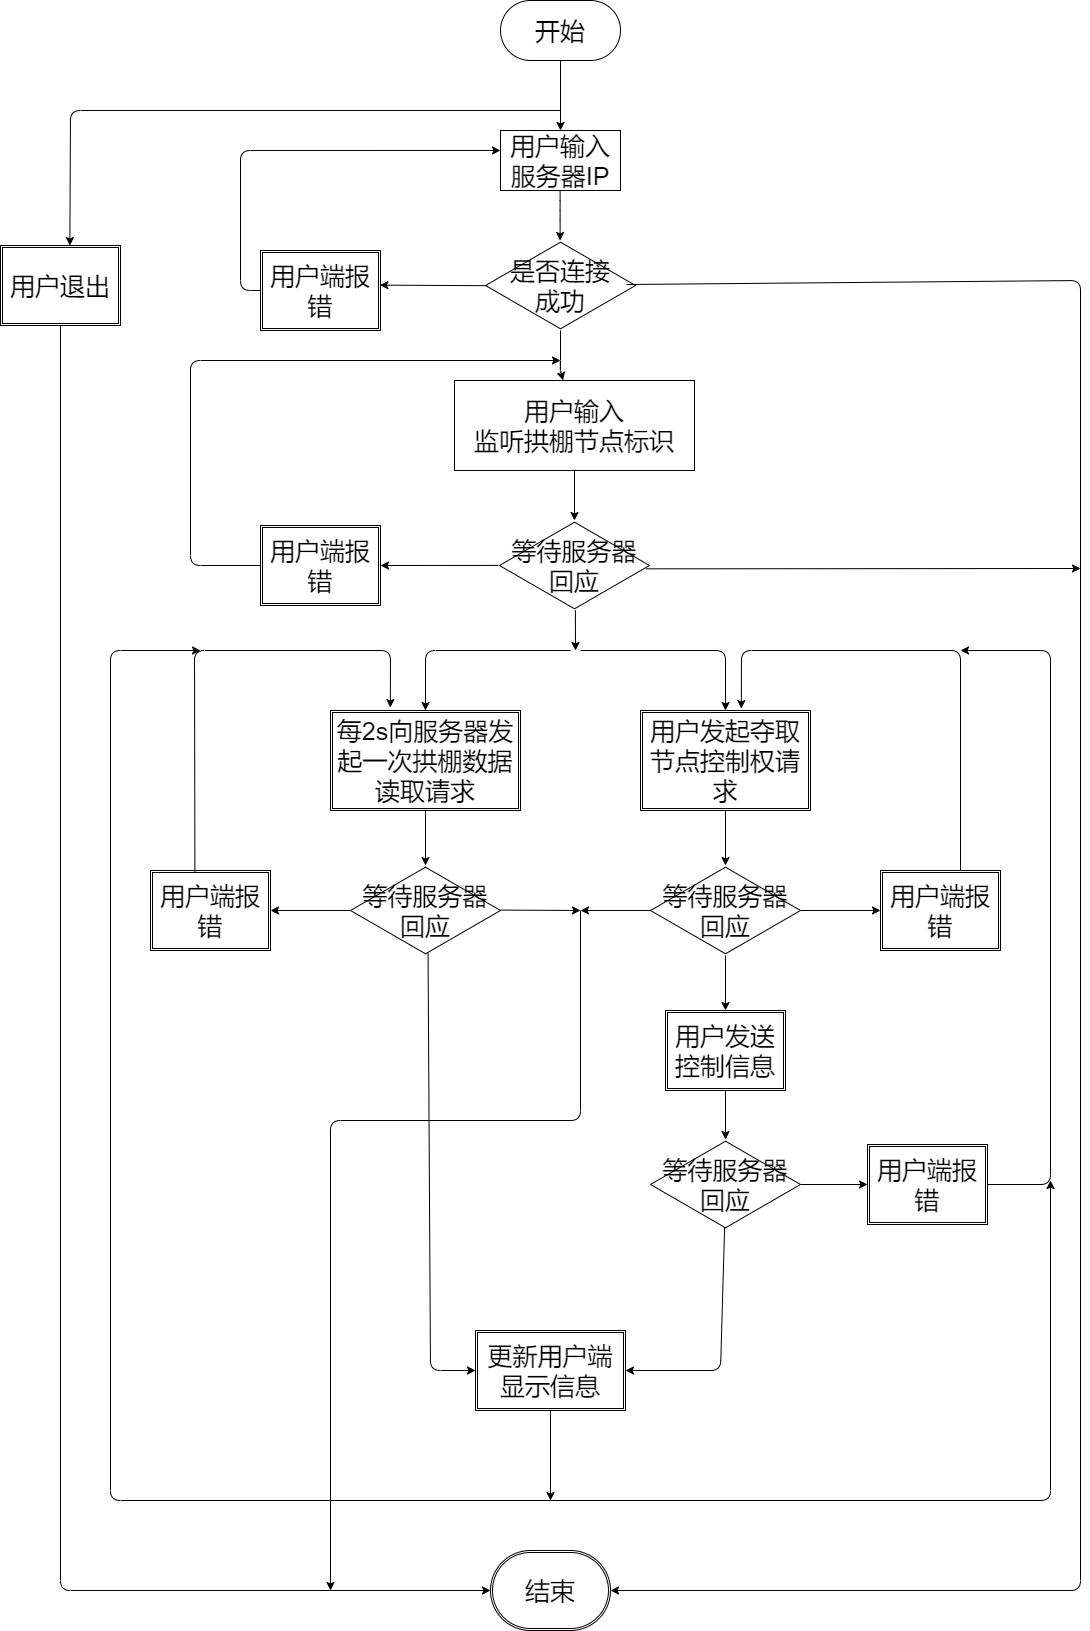 开始
用户输入
服务器IP
用户退出
用户端报
错
是否连接
成功
用户输入
监听拱棚节点标识
用户端报
错
等待服务器
回应
每2s向服务器发
起一次拱棚数据
读取请求
用户发起夺取
节点控制权请
求
用户端报
错
等待服务器
回应
等待服务器
回应
用户端报
错
用户发送
控制信息
等待服务器
回应
用户端报
错
更新用户端
显示信息
结束